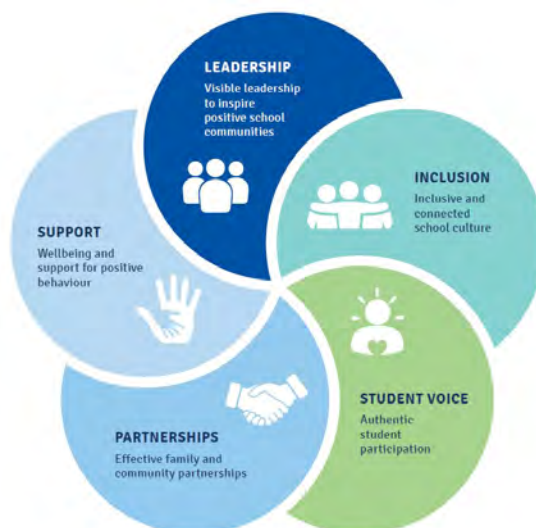 LEADERSHIP
Visible leadership
to inspire
positive school
communities
INCLUSION
Inclusive and
connected
school culture
STUDENT VOICE
Authentic
student
participation
PARTNERSHIPS
Effective family and
community partnerships
SUPPORT
Wellbeing and
support for positive
behaviour